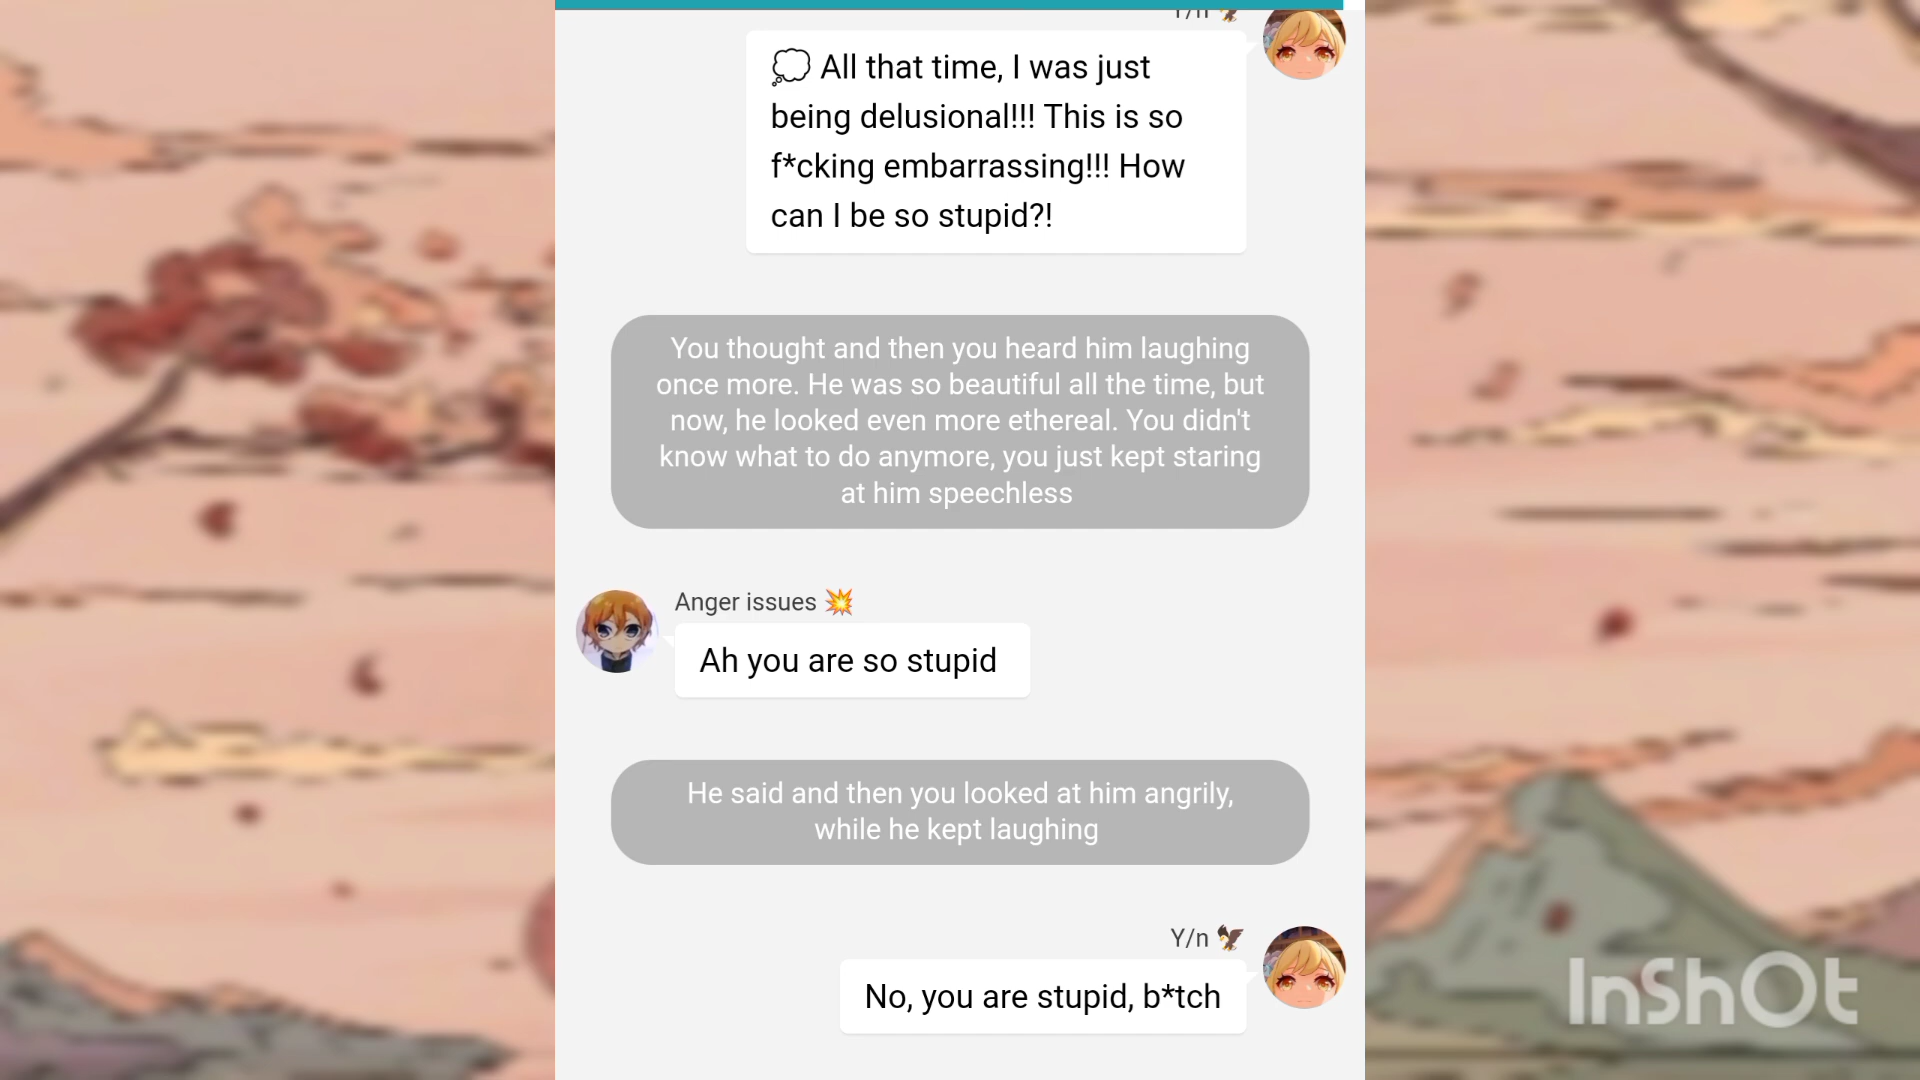 Y/n 🦅
💭 All that time, I was just
being delusional!!! This is so
f*cking embarrassing!!! How
can I be so stupid?!
You thought and then you heard him laughing
once more. He was so beautiful all the time, but
now, he looked even more ethereal. You didn't
know what to do anymore, you just kept staring
at him speechless
Anger issues 💥
Ah you are so stupid
He said and then you looked at him angrily,
while he kept laughing
Y/n 🦅
No, you are stupid, b*tch
InShOt